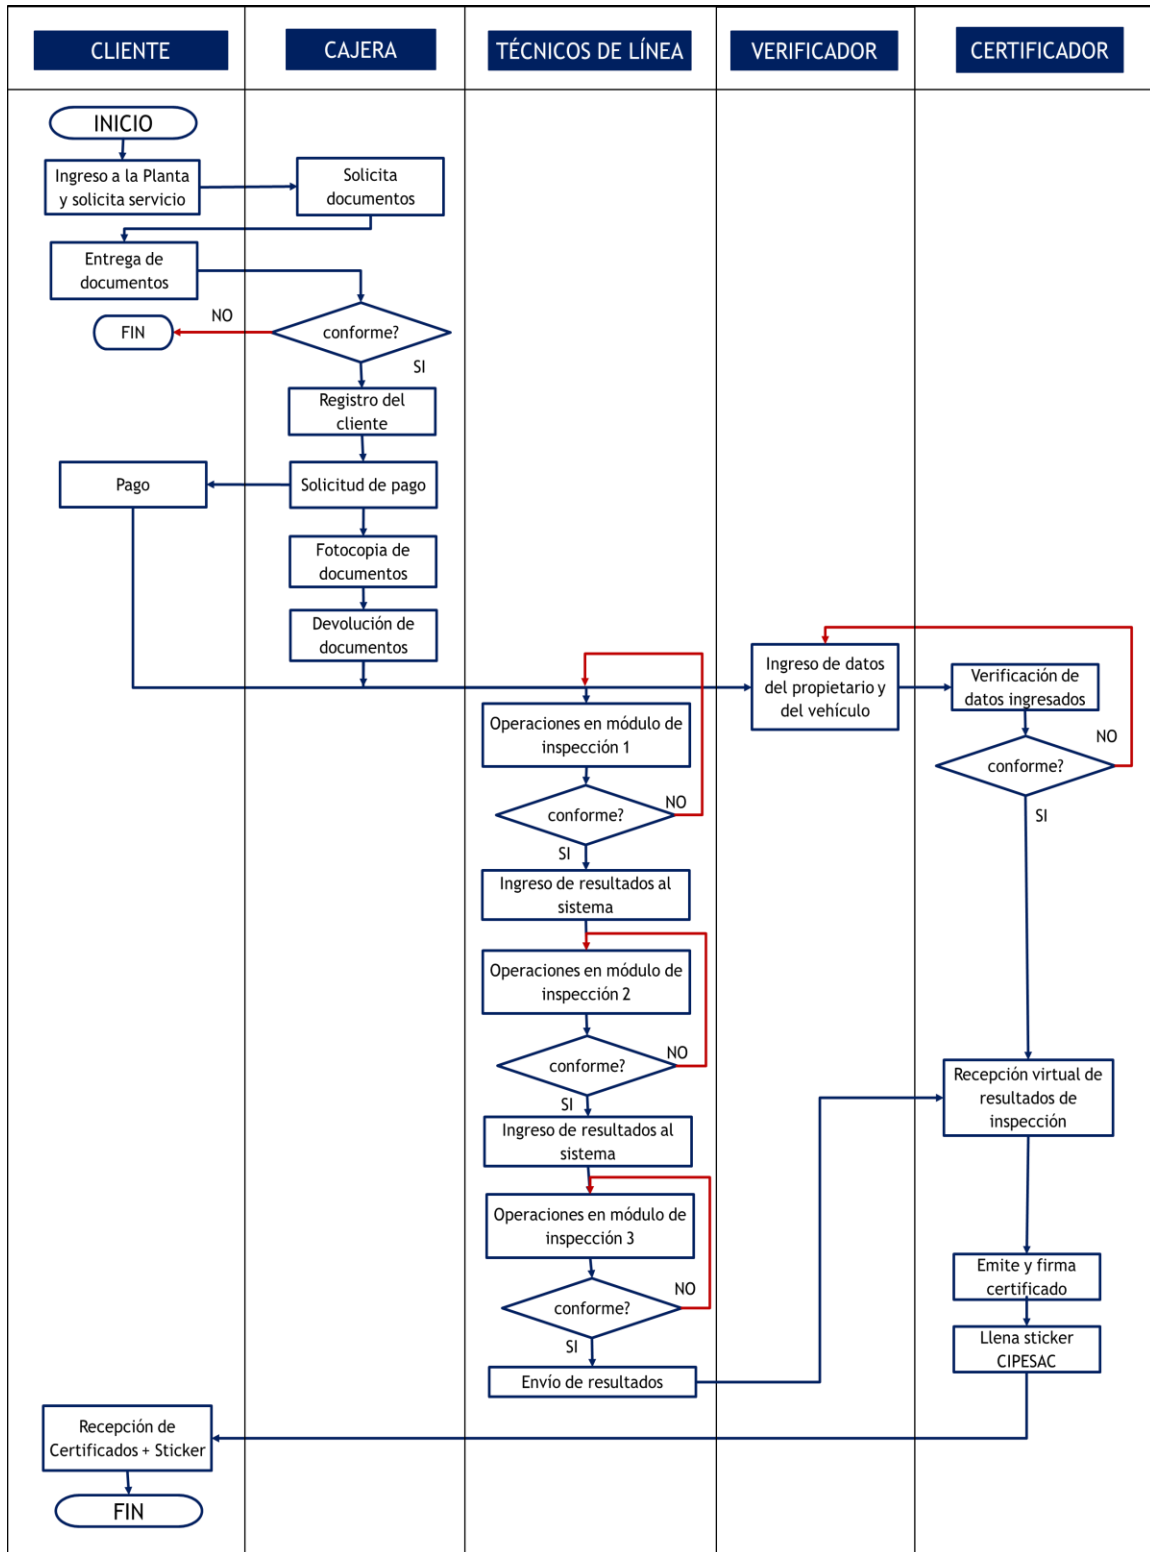 CLIENTE
CAJERA
TÉCNICOS DE LÍNEA
VERIFICADOR
CERTIFICADOR
INICIO
Ingreso a la Planta
y solicita servicio
Solicita
documentos
Entrega de
documentos
NO
FIN
conforme?
SI
Registro del
cliente
Pago
Solicitud de pago
Fotocopia de
documentos
Devolución de
documentos
Ingreso de datos
del propietario y
del vehículo
Verificación de
datos ingresados
Operaciones en módulo de
inspección 1
NO
conforme?
SI
conforme?
NO
SI
Ingreso de resultados al
sistema
Operaciones en módulo de
inspección 2
NO
conforme?
SI
Ingreso de resultados al
sistema
Recepción virtual de
resultados de
inspección
Operaciones en módulo de
inspección 3
NO
conforme?
SI
Envío de resultados
Emite y firma
certificado
Llena sticker
CIPESAC
Recepción de
Certificados + Sticker
FIN